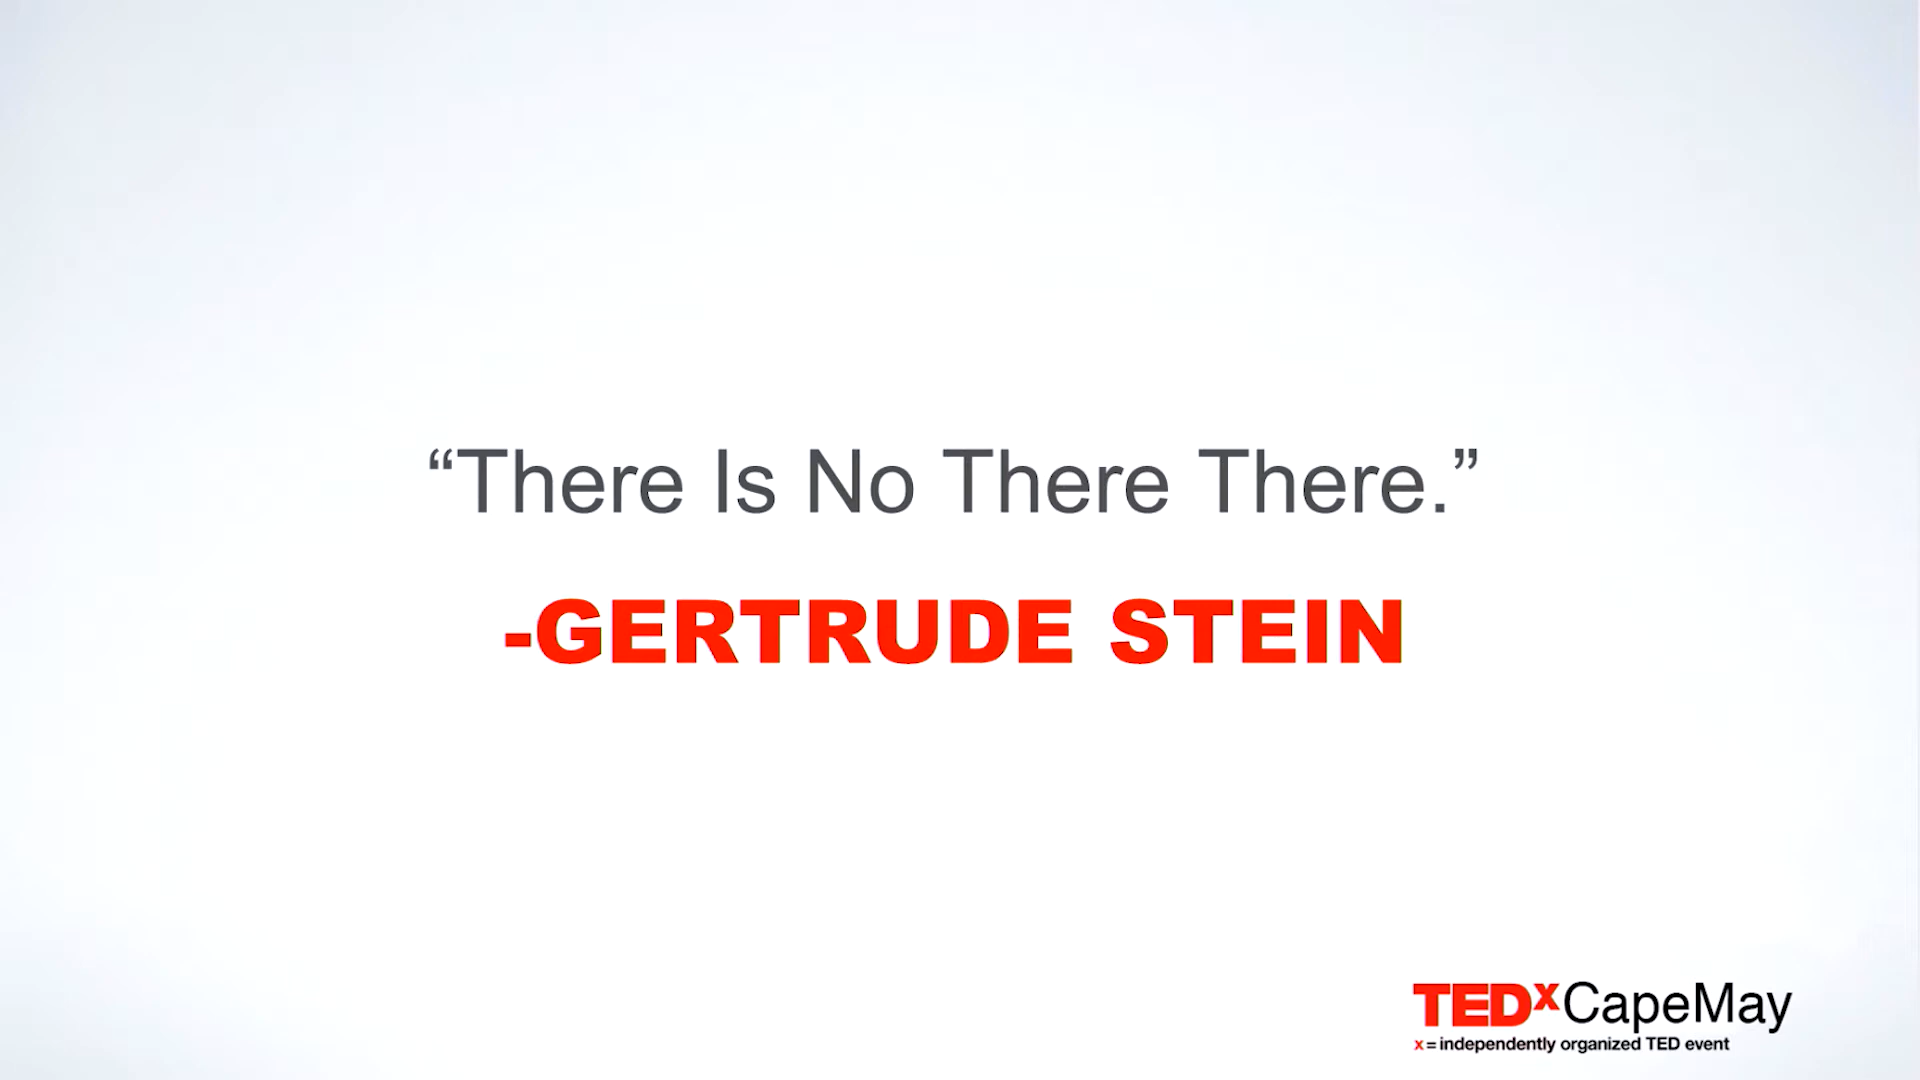 “There Is No There There.”
-GERTRUDE STEIN
TEDxCapeMay
x = independently organized TED event